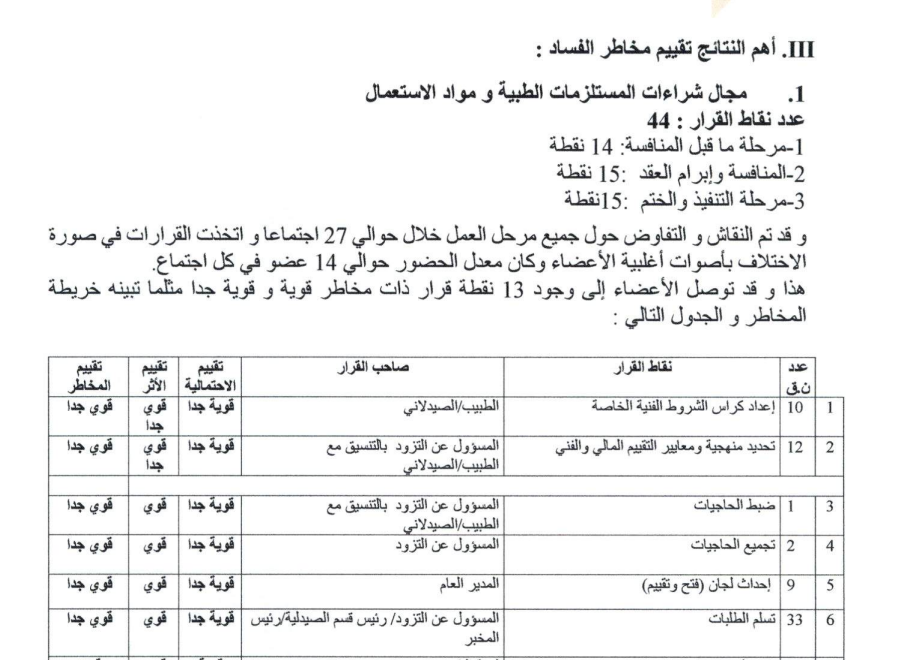 III. أهم النتائج تقييم مخاطر الفساد :
1. مجال شراءات المستلزمات الطبية و مواد الاستعمال
عدد نقاط القرار : 44
1-مرحلة ما قبل المنافسة: 14 نقطة
2-المنافسة وإبرام العقد :15 نقطة
3-مرحلة التنفيذ والختم :15نقطة
و قد تم النقاش و التفاوض حول جميع مرحل العمل خلال حوالي 27 اجتماعا و اتخذت القرارات في صورة
الاختلاف بأصوات أغلبية الأعضاء وكان معدل الحضور حوالي 14 عضو في كل اجتماع.
هذا و قد توصل الأعضاء إلى وجود 13 نقطة قرار ذات مخاطر قوية و قوية جدا مثلما تبينه خريطة
المخاطر و الجدول التالي :
عدد ن.ق نقاط القرار صاحب القرار تقييم الاحتمالية تقييم الأثر تقييم المخاطر
1 10 إعداد كراس الشروط الفنية الخاصة الطبيب/الصيدلاني قوية جدا قوي جدا قوي جدا
2 12 تحديد منهجية ومعايير التقييم المالي والفني المسؤول عن التزود بالتنسيق مع الطبيب/الصيدلاني قوية جدا قوي جدا قوي جدا
3 1 ضبط الحاجيات المسؤول عن التزود بالتنسيق مع الطبيب/الصيدلاني قوية جدا قوي قوي جدا
4 2 تجميع الحاجيات المسؤول عن التزود قوية جدا قوي قوي جدا
5 9 إحداث لجان (فتح وتقييم) المدير العام قوية جدا قوي قوي جدا
6 33 تسلم الطلبات المسؤول عن التزود/ رئيس قسم الصيدلية/رئيس المخبر قوية جدا قوي قوي جدا